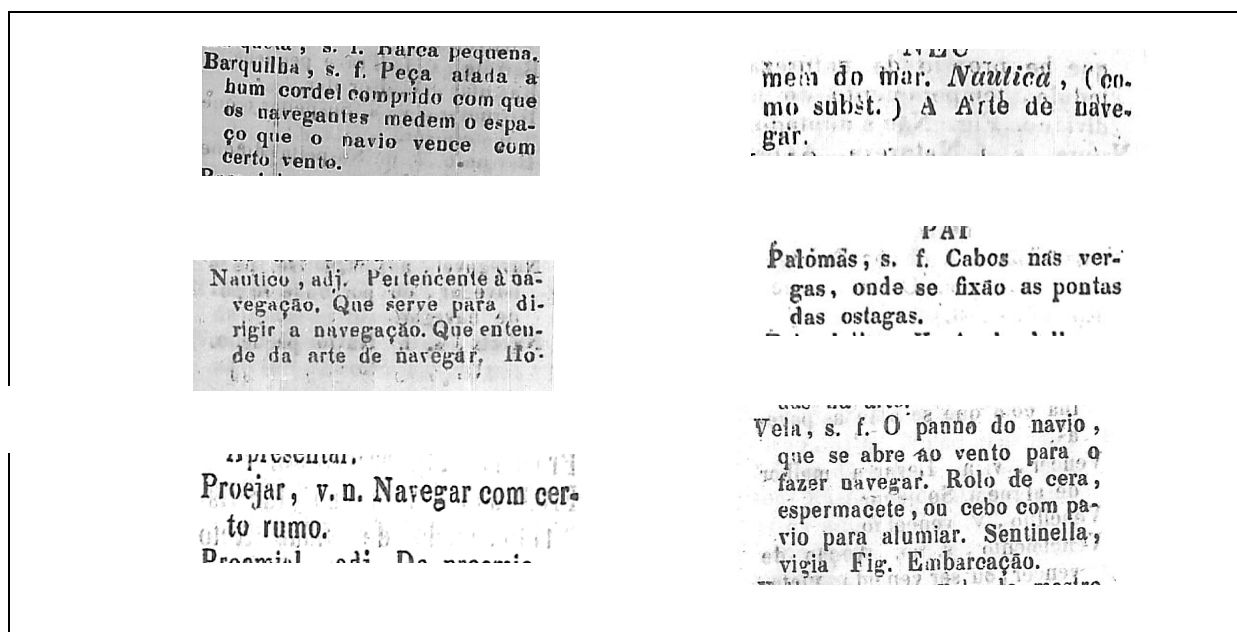 Barquilha, s. f. Peça atada a
hum cordel comprido com que
os navegantes medem o espa-
ço que o navio vence com
certo vento.
Nautico, adj. Pertencente à na-
vegação. Que serve para di-
rigir a navegação. Que enten-
de da arte de navegar. Ho-
Apresentar.
Proejar, v. n. Navegar com cer-
to rumo.
mem do mar. Nautica, (co-
mo subst.) A Arte de nave-
gar.
PAL
Palomas, s. f. Cabos nas ver-
gas, onde se fixão as pontas
das ostagas.
Vela, s. f. O panno do navio,
que se abre ao vento para o
fazer navegar. Rolo de cera,
espermacete, ou cebo com pa-
vio para alumiar. Sentinella,
vigia Fig. Embarcação.